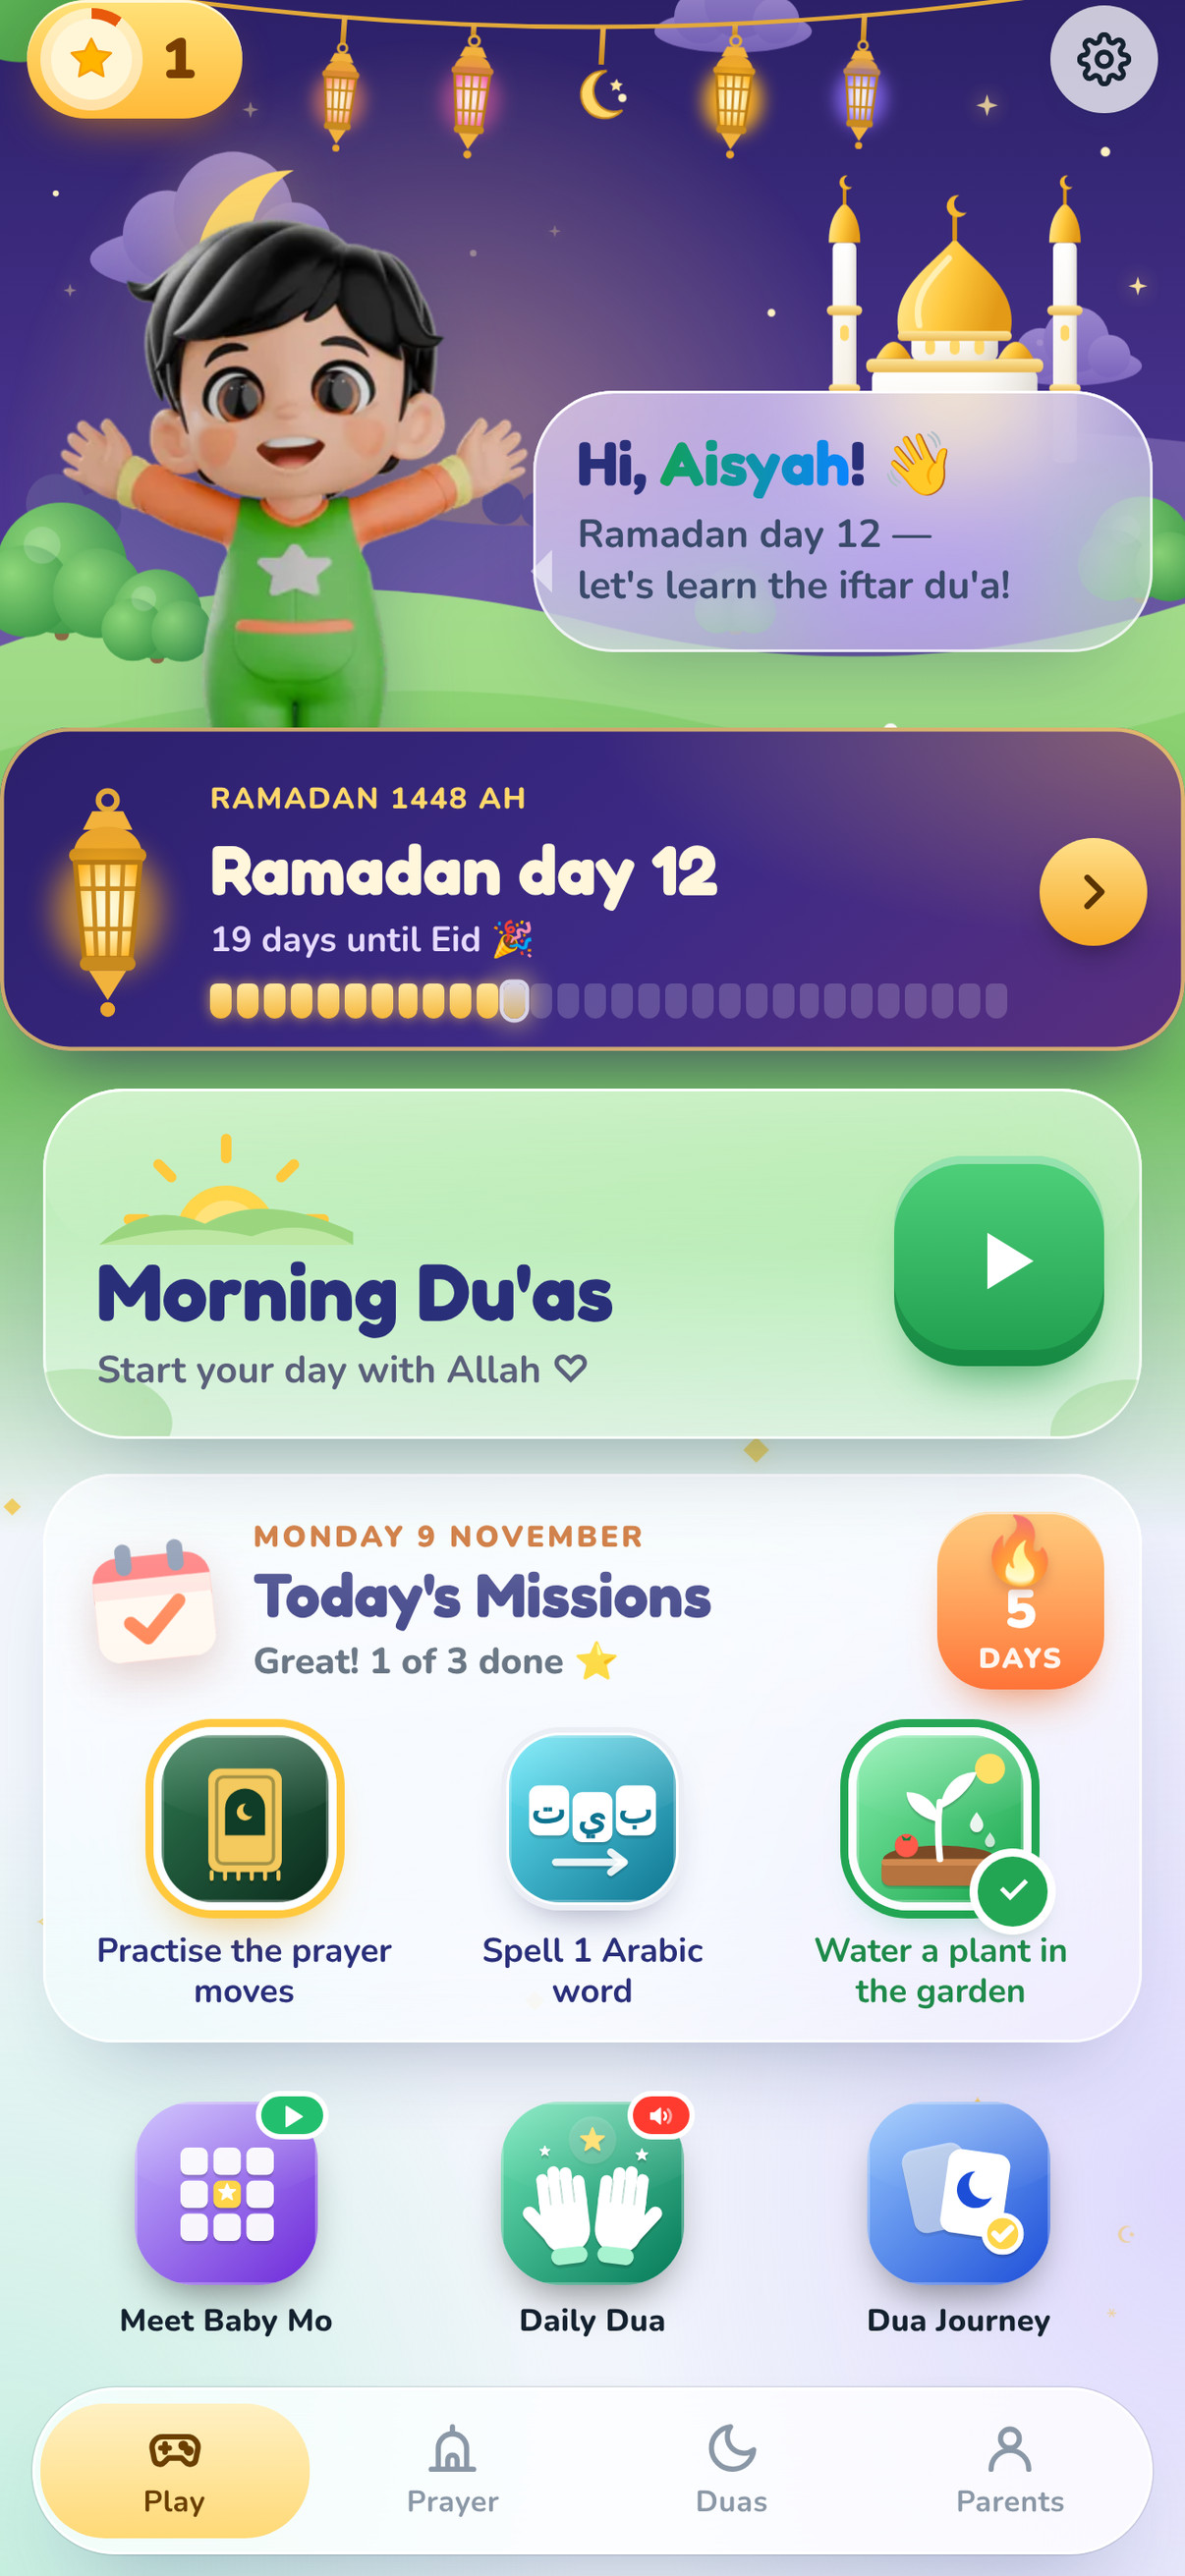 1
Hi, Aisyah! 👋
Ramadan day 12 —
let's learn the iftar du'a!
RAMADAN 1448 AH
Ramadan day 12
19 days until Eid 🎉
Morning Du'as
Start your day with Allah ♡
MONDAY 9 NOVEMBER
Today's Missions
Great! 1 of 3 done ⭐
🔥
5
DAYS
ب ي ت
Practise the prayer
moves
Spell 1 Arabic
word
Water a plant in
the garden
Meet Baby Mo
Daily Dua
Dua Journey
Play
Prayer
Duas
Parents